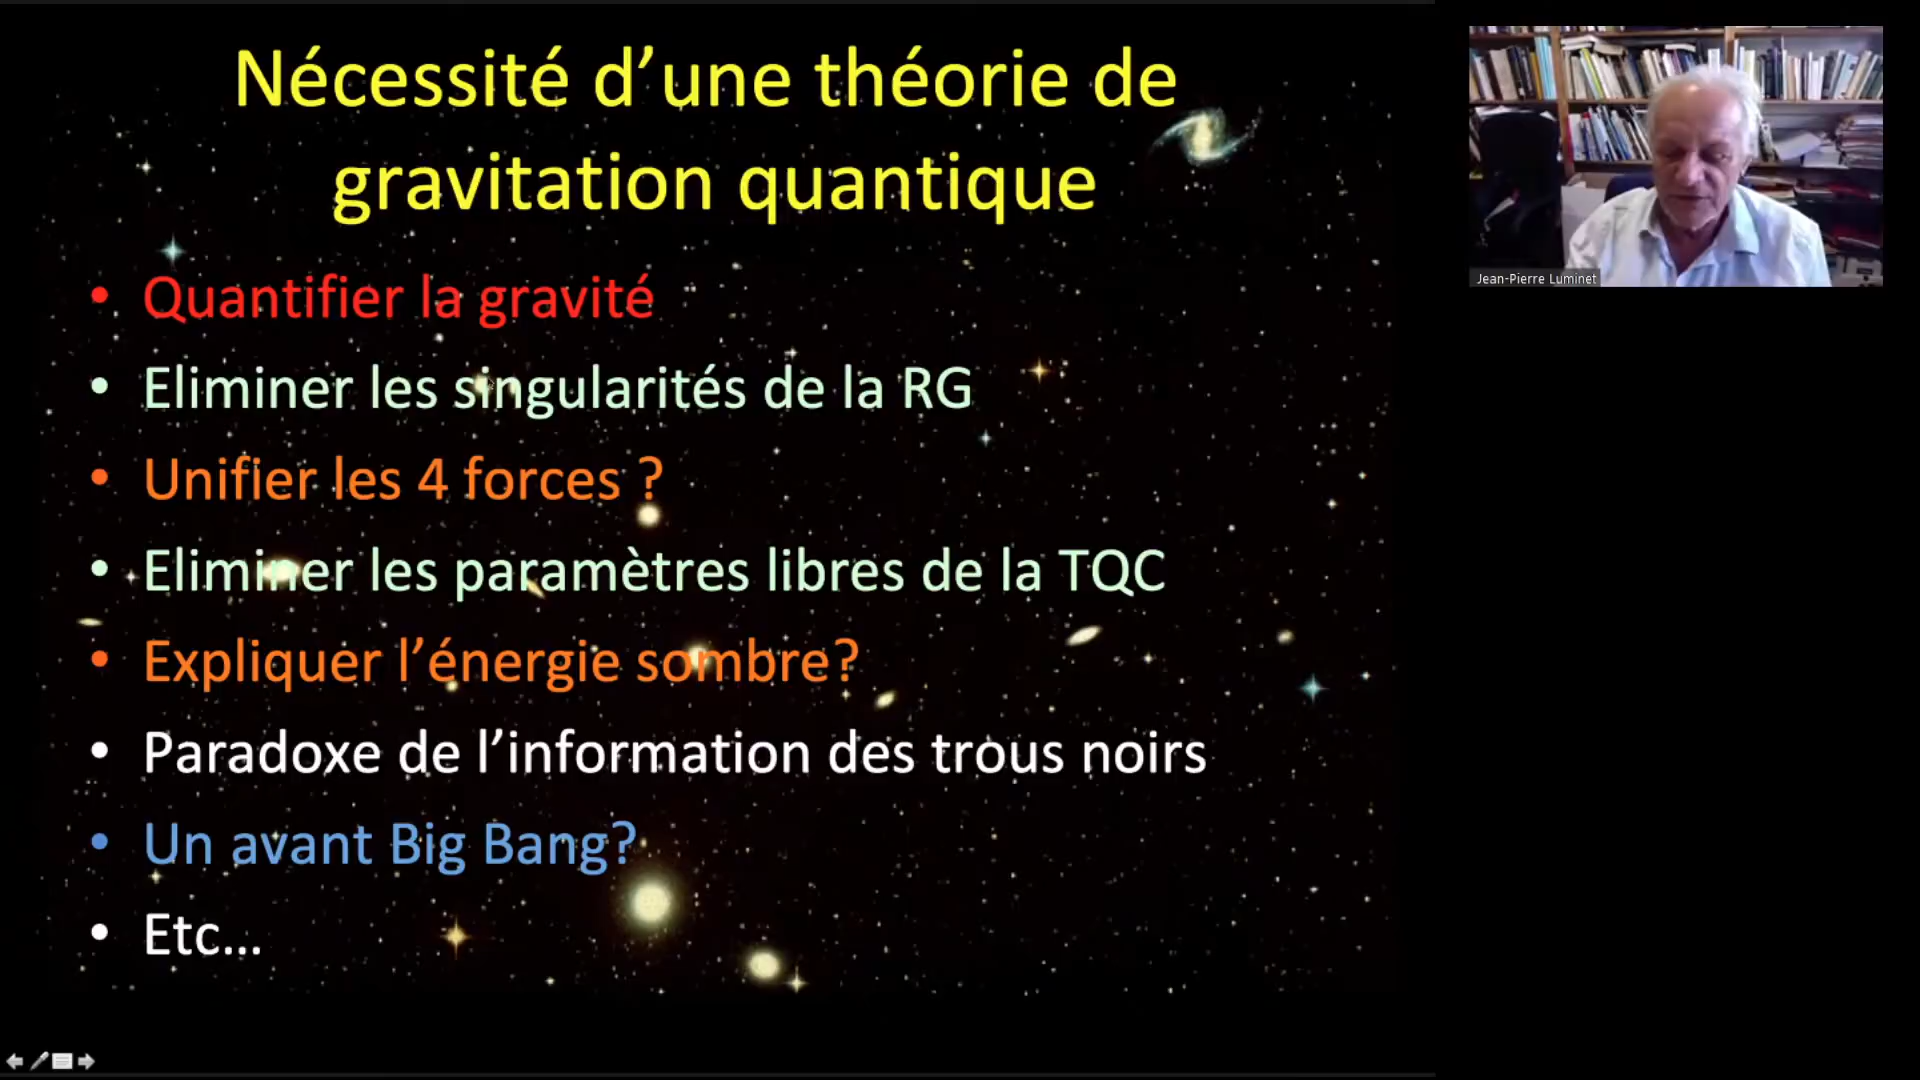 Nécessité d’une théorie de
gravitation quantique
• Quantifier la gravité
• Eliminer les singularités de la RG
• Unifier les 4 forces ?
• Eliminer les paramètres libres de la TQC
• Expliquer l’énergie sombre?
• Paradoxe de l’information des trous noirs
• Un avant Big Bang?
• Etc…
Jean-Pierre Luminet